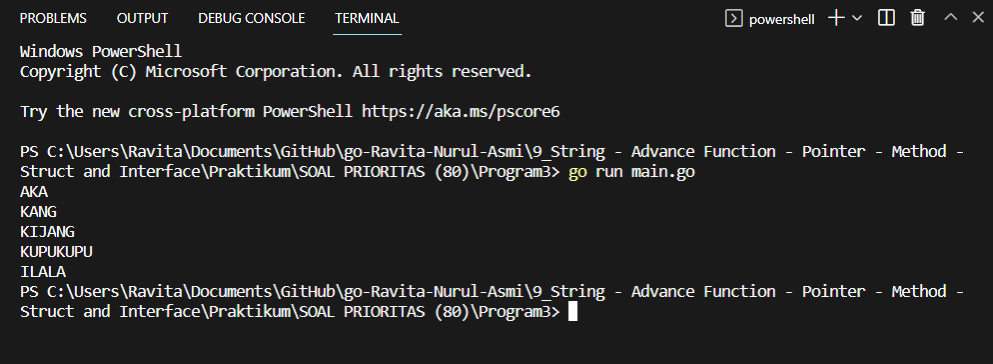 PROBLEMS OUTPUT DEBUG CONSOLE TERMINAL powershell
Windows PowerShell
Copyright (C) Microsoft Corporation. All rights reserved.
Try the new cross-platform PowerShell https://aka.ms/pscore6
PS C:\Users\Ravita\Documents\GitHub\go-Ravita-Nurul-Asmi\9_String - Advance Function - Pointer - Method -
Struct and Interface\Praktikum\SOAL PRIORITAS (80)\Program3> go run main.go
AKA
KANG
KIJANG
KUPUKUPU
ILALA
PS C:\Users\Ravita\Documents\GitHub\go-Ravita-Nurul-Asmi\9_String - Advance Function - Pointer - Method -
Struct and Interface\Praktikum\SOAL PRIORITAS (80)\Program3>